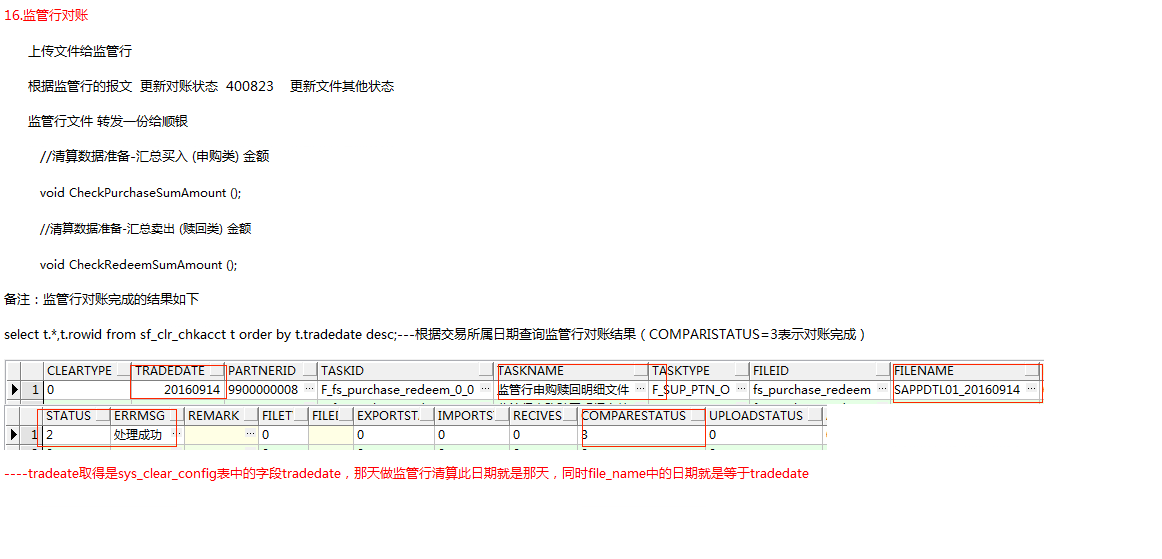 16.监管行对账
上传文件给监管行
根据监管行的报文 更新对账状态 400823 更新文件其他状态
监管行文件 转发一份给顺银
//清算数据准备-汇总买入 (申购类) 金额
void CheckPurchaseSumAmount ();
//清算数据准备-汇总卖出 (赎回类) 金额
void CheckRedeemSumAmount ();
备注：监管行对账完成的结果如下
select t.*,t.rowid from sf_clr_chkacct t order by t.tradedate desc;---根据交易所属日期查询监管行对账结果（COMPARISTATUS=3表示对账完成）
CLEARTYPE TRADEDATE PARTNERID TASKID TASKNAME TASKTYPE FILEID FILENAME
1 0 20160914 9900000008 ··· F_fs_purchase_redeem_0_0 ··· 监管行申购赎回明细文件 ··· F_SUP_PTN_O ··· fs_purchase_redeem ··· SAPPDTL01_20160914 ···
STATUS ERRMSG REMARK FILET FILEI EXPORTST. IMPORTS RECIVES COMPARESTATUS UPLOADSTATUS
1 2 处理成功 ··· ··· 0 0 0 0 3 0
----tradeate取得是sys_clear_config表中的字段tradedate，那天做监管行清算此日期就是那天，同时file_name中的日期就是等于tradedate